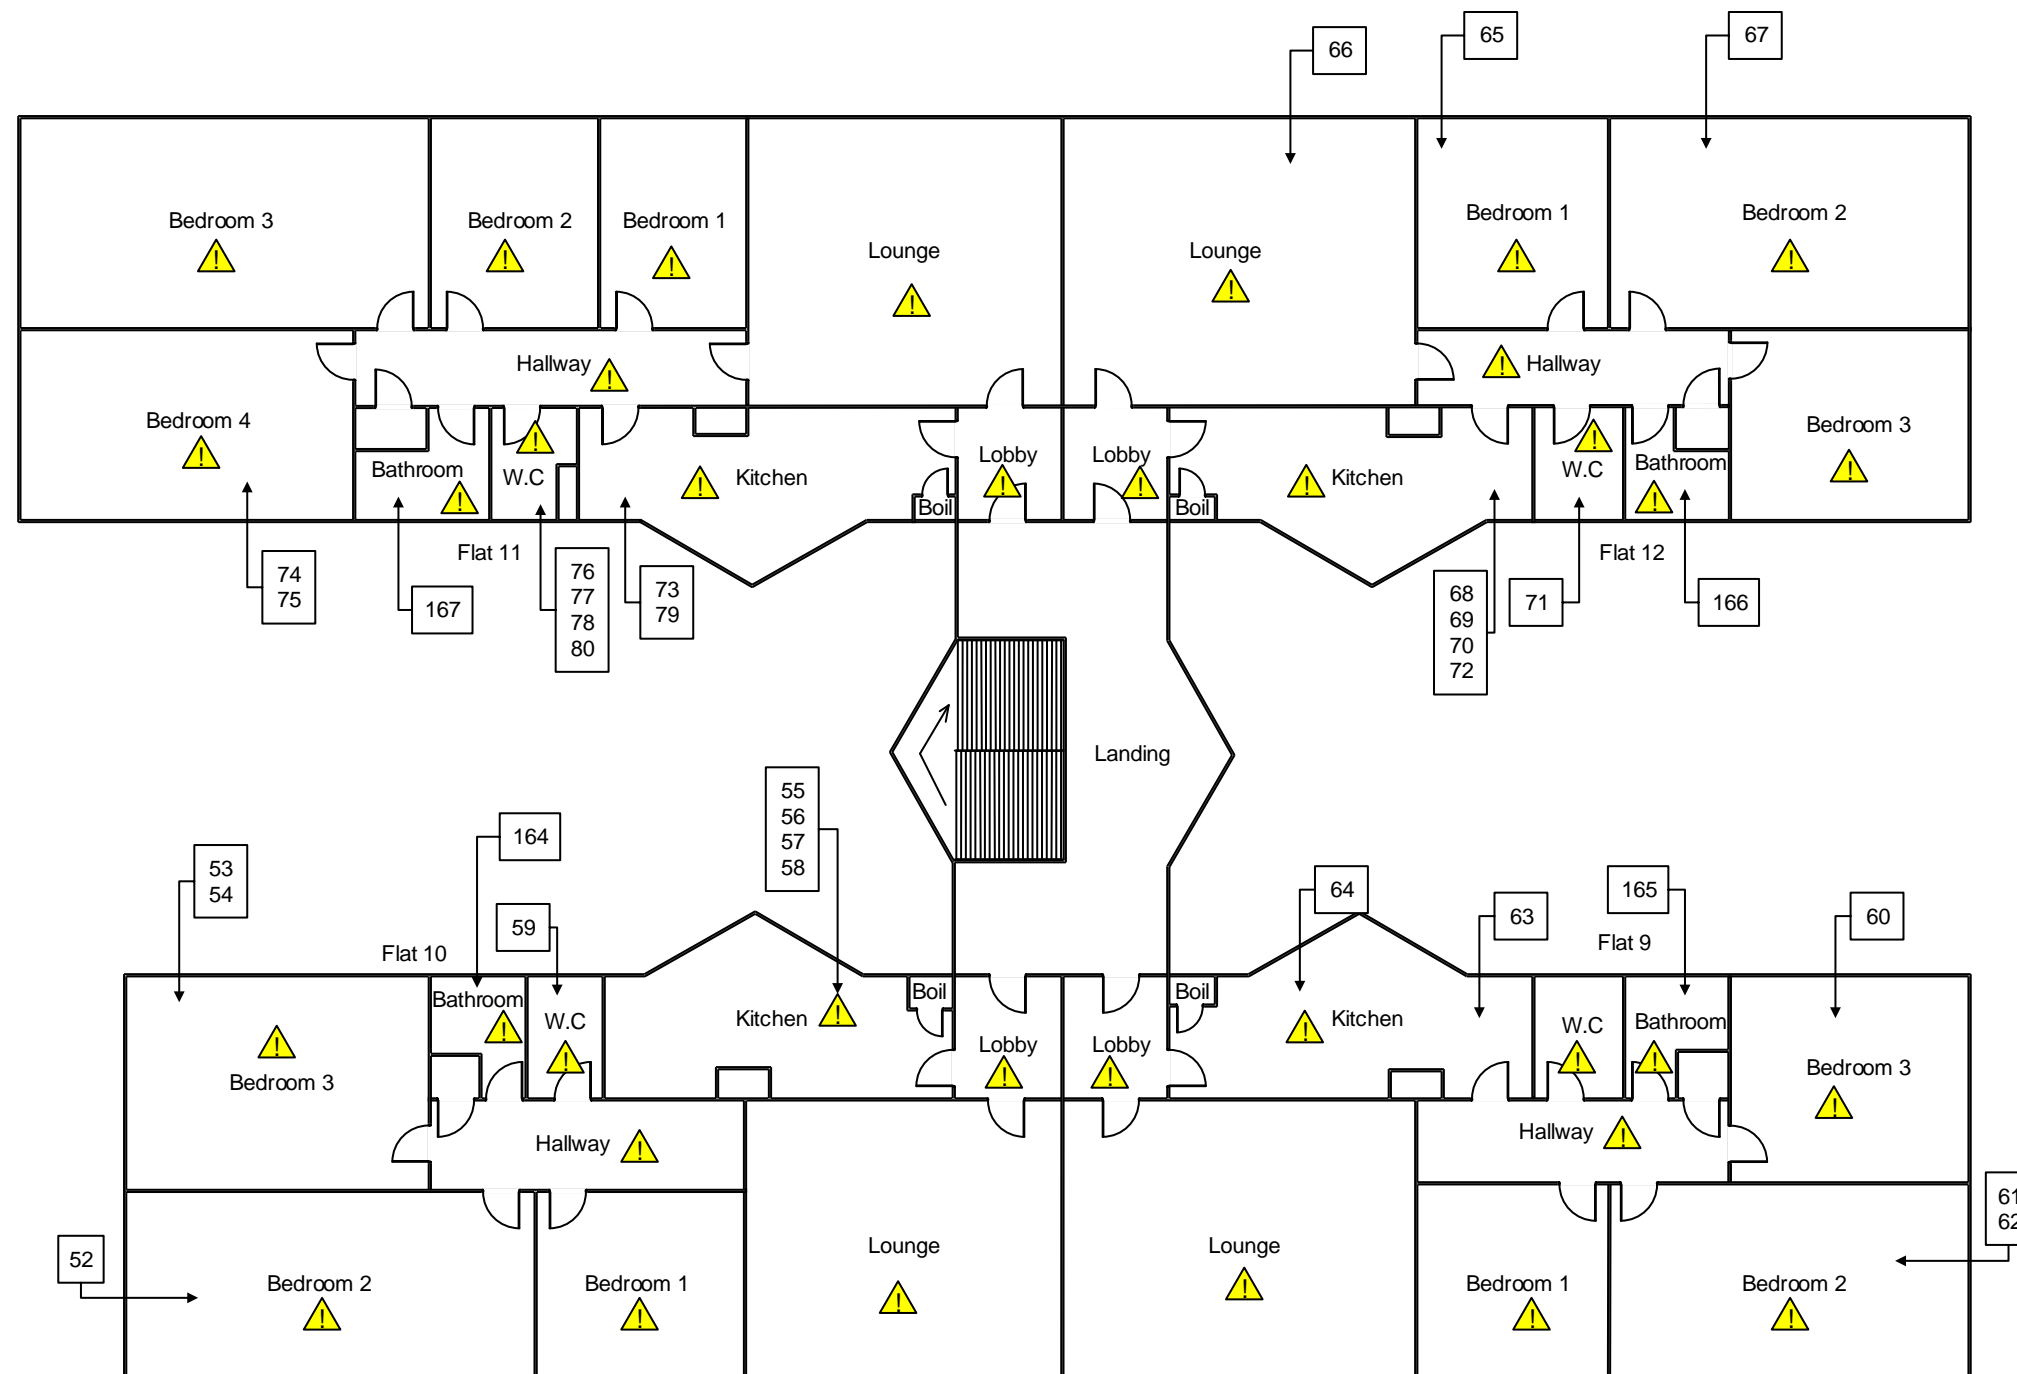 66
65
67
Bedroom 3
Bedroom 2
Bedroom 1
Lounge
Lounge
Bedroom 1
Bedroom 2
Hallway
Hallway
Bedroom 4
Bathroom
W.C
Kitchen
Lobby
Lobby
Kitchen
W.C
Bathroom
Bedroom 3
Boil
Boil
Flat 11
Flat 12
74
75
167
76
77
78
80
73
79
68
69
70
72
71
166
Landing
55
56
57
58
164
53
54
59
64
63
165
60
Flat 10
Flat 9
Bathroom
W.C
Kitchen
Boil
Boil
Kitchen
W.C
Bathroom
Lobby
Lobby
Bedroom 3
Bedroom 3
Hallway
Hallway
61
62
52
Bedroom 2
Bedroom 1
Lounge
Lounge
Bedroom 1
Bedroom 2